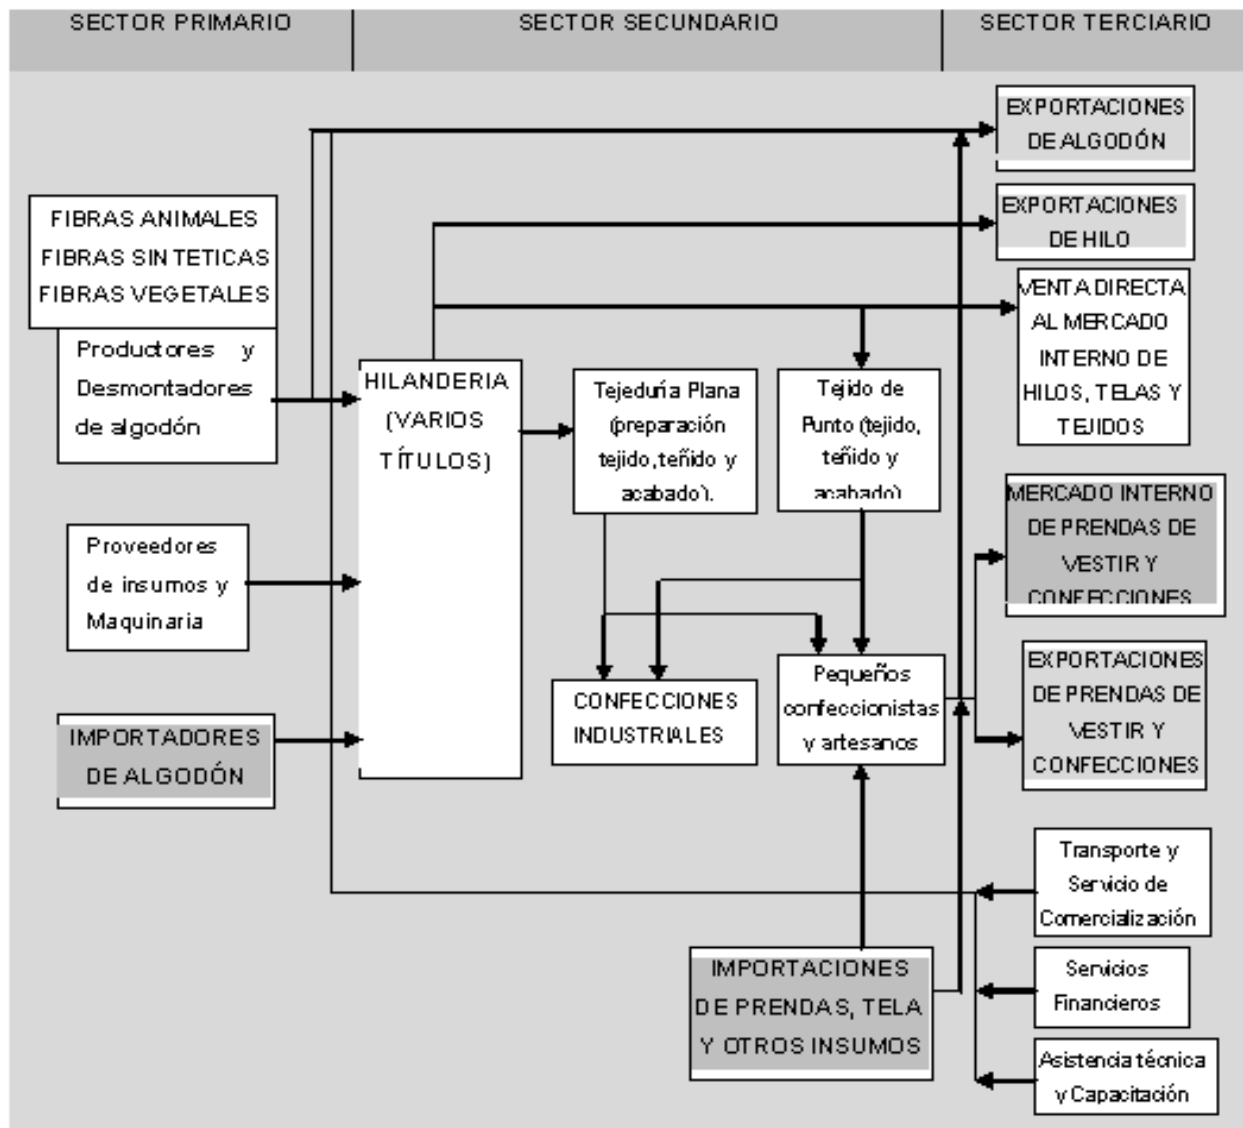 SECTOR PRIMARIO
SECTOR SECUNDARIO
SECTOR TERCIARIO
FIBRAS ANIMALES
FIBRAS SINTETICAS
FIBRAS VEGETALES
Productores y
Desmontadores
de algodón
Proveedores
de insumos y
Maquinaria
IMPORTADORES
DE ALGODÓN
HILANDERIA
(VARIOS
TÍTULOS)
Tejeduría Plana
(preparación
tejido, teñido y
acabado).
Tejido de
Punto (tejido,
teñido y
acabado)
CONFECCIONES
INDUSTRIALES
Pequeños
confeccionistas
y artesanos
IMPORTACIONES
DE PRENDAS, TELA
Y OTROS INSUMOS
EXPORTACIONES
DE ALGODÓN
EXPORTACIONES
DE HILO
VENTA DIRECTA
AL MERCADO
INTERNO DE
HILOS, TELAS Y
TEJIDOS
MERCADO INTERNO
DE PRENDAS DE
VESTIR Y
CONFECCIONES
EXPORTACIONES
DE PRENDAS DE
VESTIR Y
CONFECCIONES
Transporte y
Servicio de
Comercialización
Servicios
Financieros
Asistencia técnica
y Capacitación